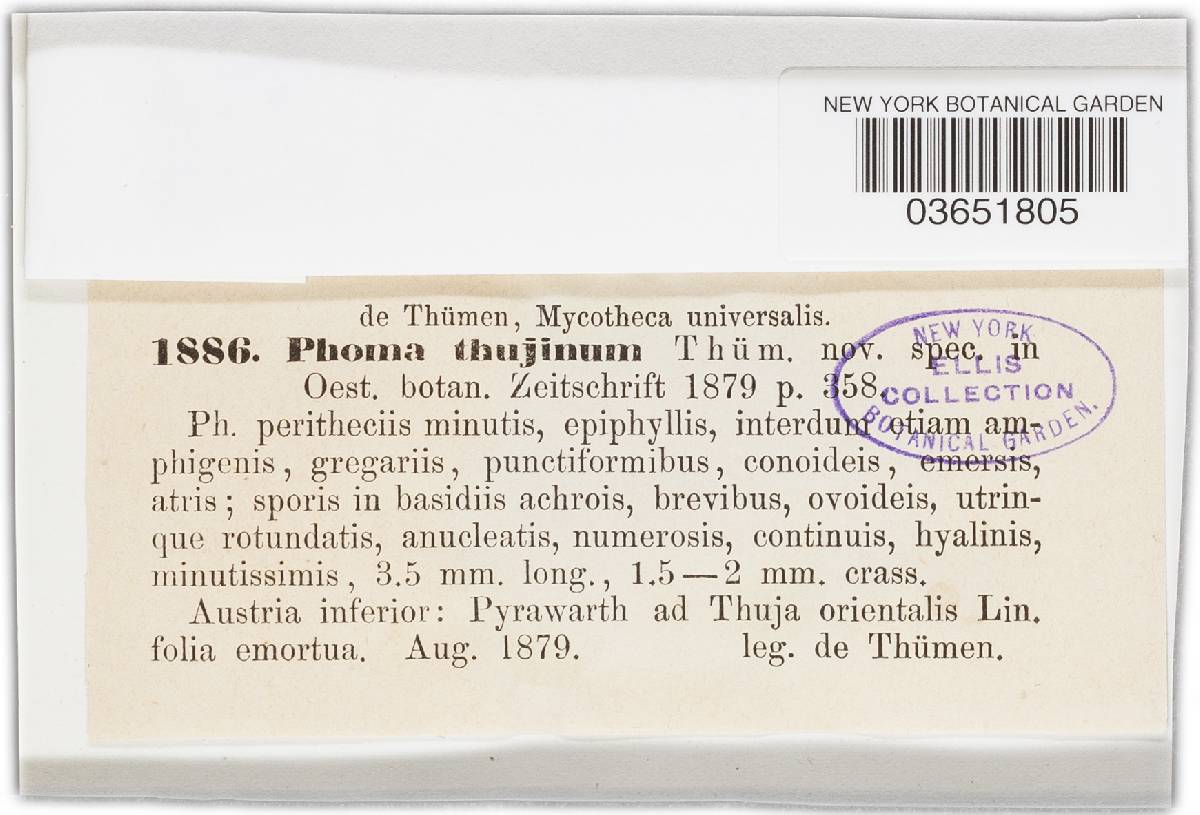 NEW YORK BOTANICAL GARDEN
03651805
de Thümen, Mycotheca universalis.
1886. Phoma thujinum Thüm. nov. spec. in
Oest. botan. Zeitschrift 1879 p. 358.
NEW YORK
ELLIS
COLLECTION
BOTANICAL GARDEN.
Ph. peritheciis minutis, epiphyllis, interdum etiam am-
phigenis, gregariis, punctiformibus, conoideis, emersis,
atris; sporis in basidiis achrois, brevibus, ovoideis, utrin-
que rotundatis, anucleatis, numerosis, continuis, hyalinis,
minutissimis, 3.5 mm. long., 1.5—2 mm. crass.
Austria inferior: Pyrawarth ad Thuja orientalis Lin.
folia emortua. Aug. 1879. leg. de Thümen.